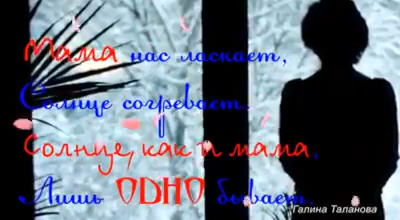 Мама нас ласкает,
Солнце согревает.
Солнце, как и мама,
Лишь ОДНО бывает.
Галина Таланова